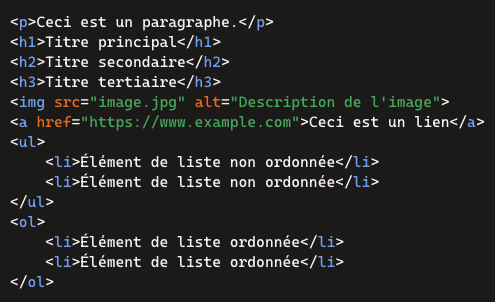 <p>Ceci est un paragraphe.</p>
<h1>Titre principal</h1>
<h2>Titre secondaire</h2>
<h3>Titre tertiaire</h3>
<img src="image.jpg" alt="Description de l'image">
<a href="https://www.example.com">Ceci est un lien</a>
<ul>
    <li>Élément de liste non ordonnée</li>
    <li>Élément de liste non ordonnée</li>
</ul>
<ol>
    <li>Élément de liste ordonnée</li>
    <li>Élément de liste ordonnée</li>
</ol>